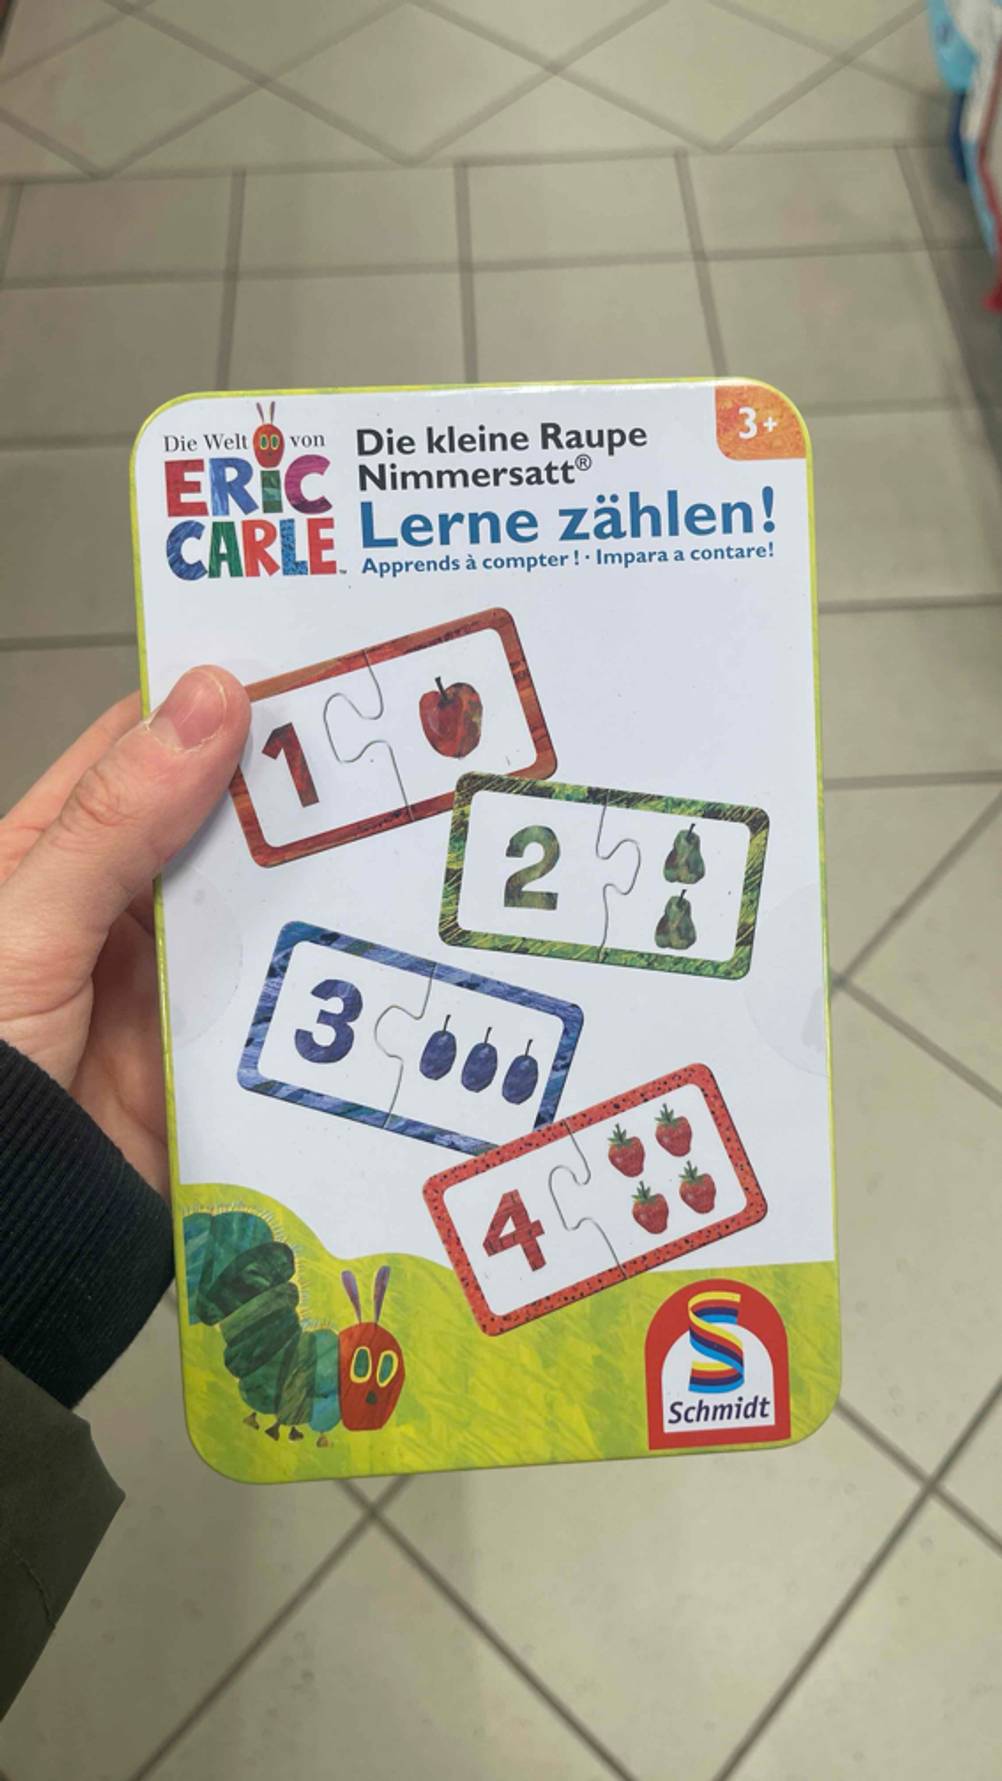 Die Welt von
ERIC
CARLE™
Die kleine Raupe
Nimmersatt®
Lerne zählen!
Apprends à compter ! · Impara a contare!
3+
1
2
3
4
Schmidt